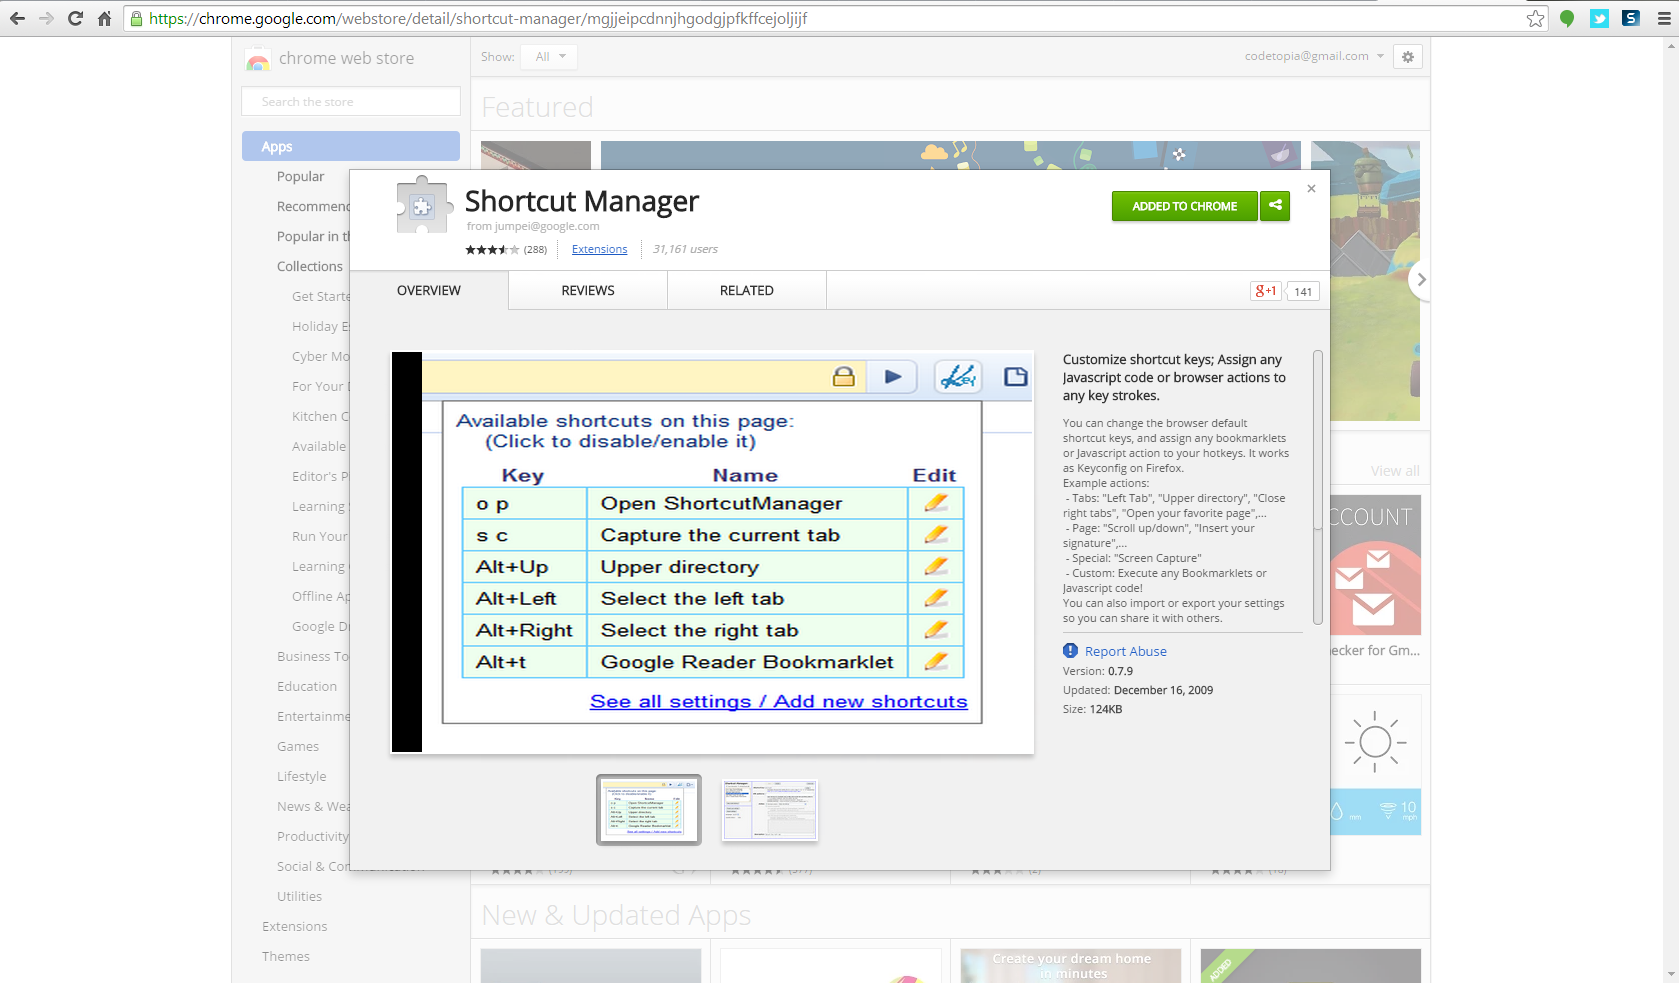 https://chrome.google.com/webstore/detail/shortcut-manager/mgjjeipcdnnjhgodgjpfkffcejoljijf
chrome web store
Show: All
codetopia@gmail.com
Search the store
Featured
Apps
Popular
Recommenc
Popular in th
Collections
Get Starte
Holiday E
Cyber Mo
For Your
Kitchen C
Available
Editor's P
Learning
Run Your
Learning
Offline Ap
Google Dr
Business To
Education
Entertainme
Games
Lifestyle
News & Wea
Productivity
Social & Communication
Utilities
Extensions
Themes
Shortcut Manager
from jumpei@google.com
(288) Extensions 31,161 users
ADDED TO CHROME
OVERVIEW REVIEWS RELATED
g+1 141
Available shortcuts on this page:
(Click to disable/enable it)
Key Name Edit
o p Open ShortcutManager
s c Capture the current tab
Alt+Up Upper directory
Alt+Left Select the left tab
Alt+Right Select the right tab
Alt+t Google Reader Bookmarklet
See all settings / Add new shortcuts
Customize shortcut keys; Assign any
Javascript code or browser actions to
any key strokes.
You can change the browser default
shortcut keys, and assign any bookmarklets
or Javascript action to your hotkeys. It works
as Keyconfig on Firefox.
Example actions:
- Tabs: "Left Tab", "Upper directory", "Close
right tabs", "Open your favorite page",...
- Page: "Scroll up/down", "Insert your
signature",...
- Special: "Screen Capture"
- Custom: Execute any Bookmarklets or
Javascript code!
You can also import or export your settings
so you can share it with others.
Report Abuse
Version: 0.7.9
Updated: December 16, 2009
Size: 124KB
View all
CCOUNT
ecker for Gm...
10
mm mph
New & Updated Apps
Create your dream home
in minutes
ADDED